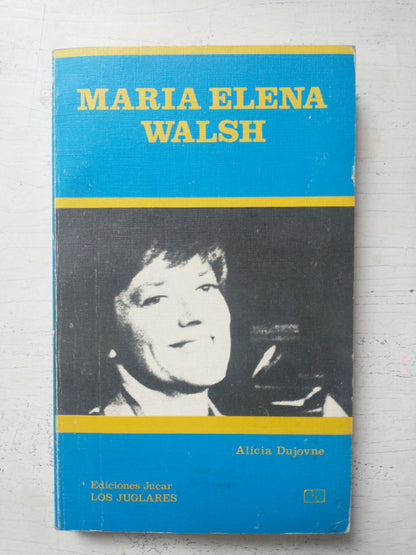 MARIA ELENA
WALSH
Alicia Dujovne
Ediciones Jucar
LOS JUGLARES